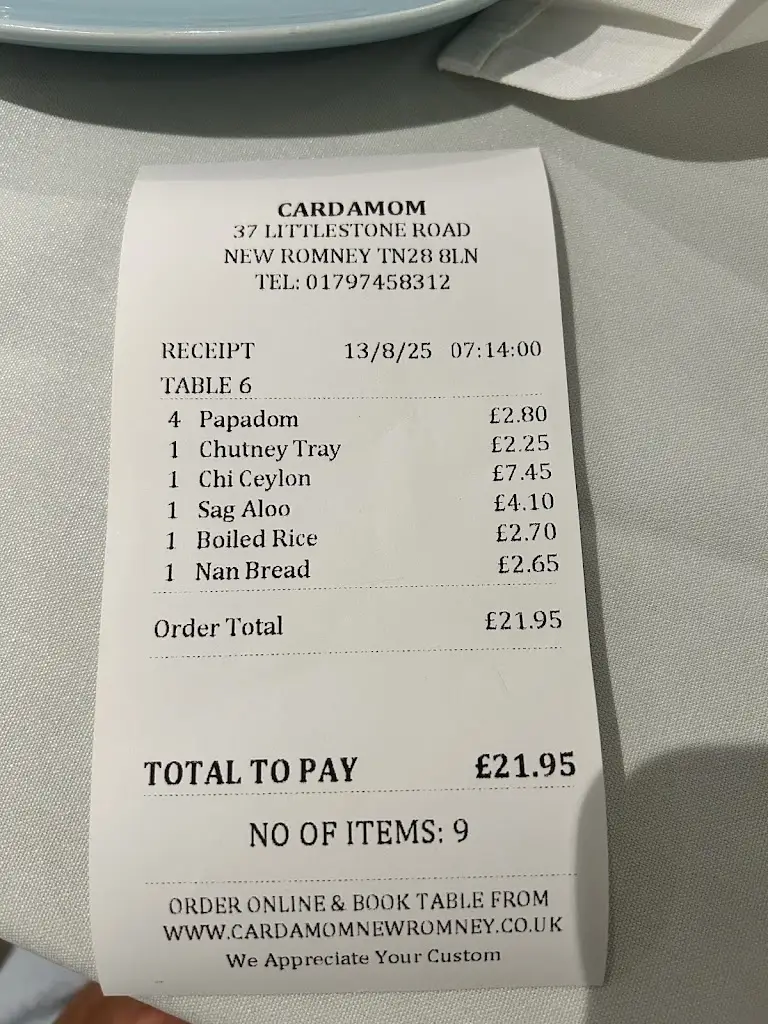 CARDAMOM
37 LITTLESTONE ROAD
NEW ROMNEY TN28 8LN
TEL: 01797458312
RECEIPT 13/8/25 07:14:00
TABLE 6
4 Papadom £2.80
1 Chutney Tray £2.25
1 Chi Ceylon £7.45
1 Sag Aloo £4.10
1 Boiled Rice £2.70
1 Nan Bread £2.65
Order Total £21.95
TOTAL TO PAY £21.95
NO OF ITEMS: 9
ORDER ONLINE & BOOK TABLE FROM
WWW.CARDAMOMNEWROMNEY.CO.UK
We Appreciate Your Custom